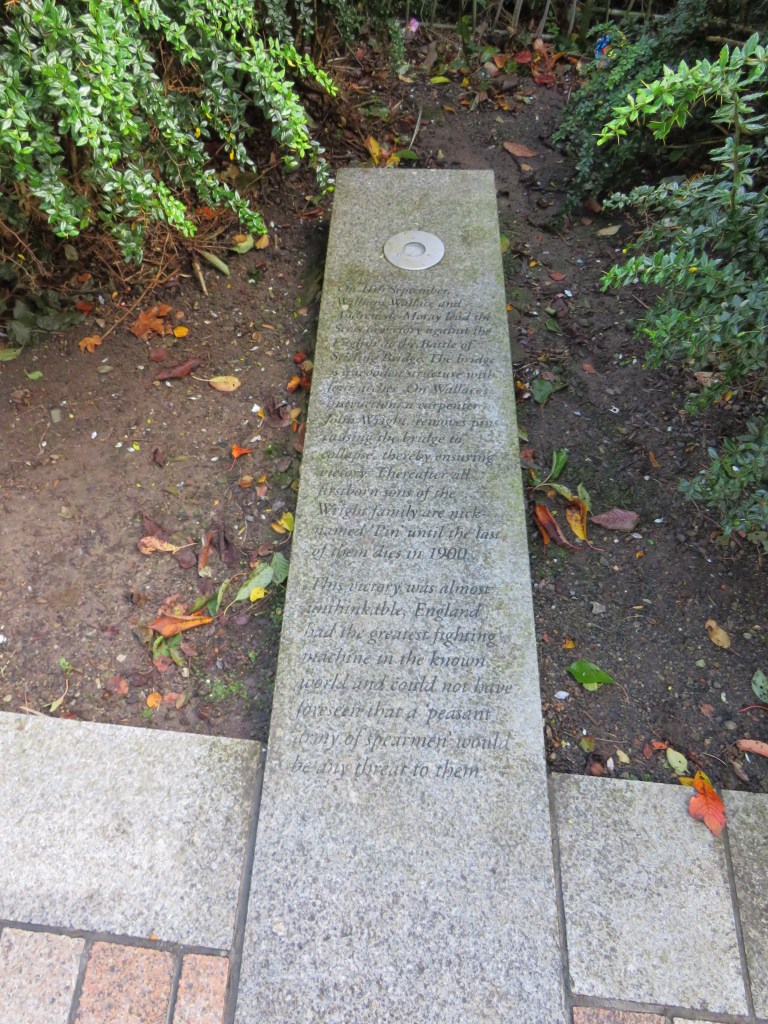 On 11th September,
William Wallace and
Andrew de Moray lead the
Scots to victory against the
English at the Battle of
Stirling Bridge. The bridge
is a wooden structure with
On Wallace's
instruction a carpenter,
John Wright, removes pins
causing the bridge to
collapse, thereby ensuring
victory. Thereafter all
firstborn sons of the
Wright family are nick-
named 'Pin' until the last
of them dies in 1900.
This victory was almost
unthinkable, England
had the greatest fighting
machine in the known
world and could not have
foreseen that a 'peasant
army of spearmen' would
be any threat to them.